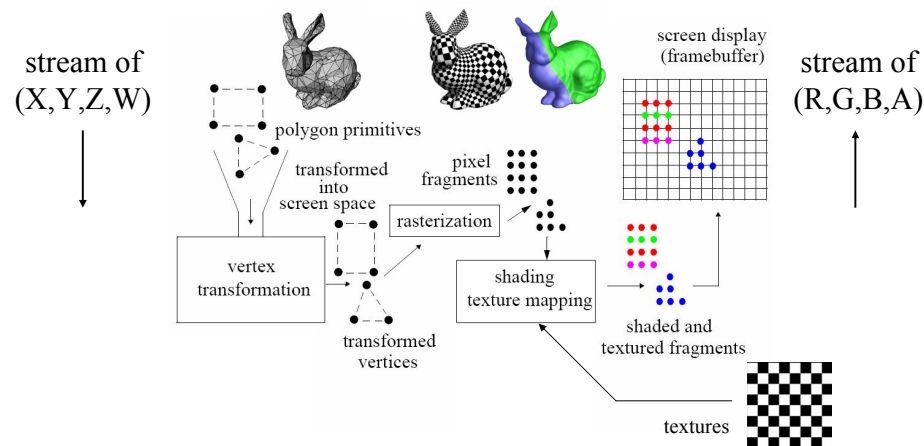 stream of
(X,Y,Z,W)
polygon primitives
transformed
into
screen space
vertex
transformation
transformed
vertices
rasterization
pixel
fragments
shading
texture mapping
shaded and
textured fragments
textures
screen display
(framebuffer)
stream of
(R,G,B,A)